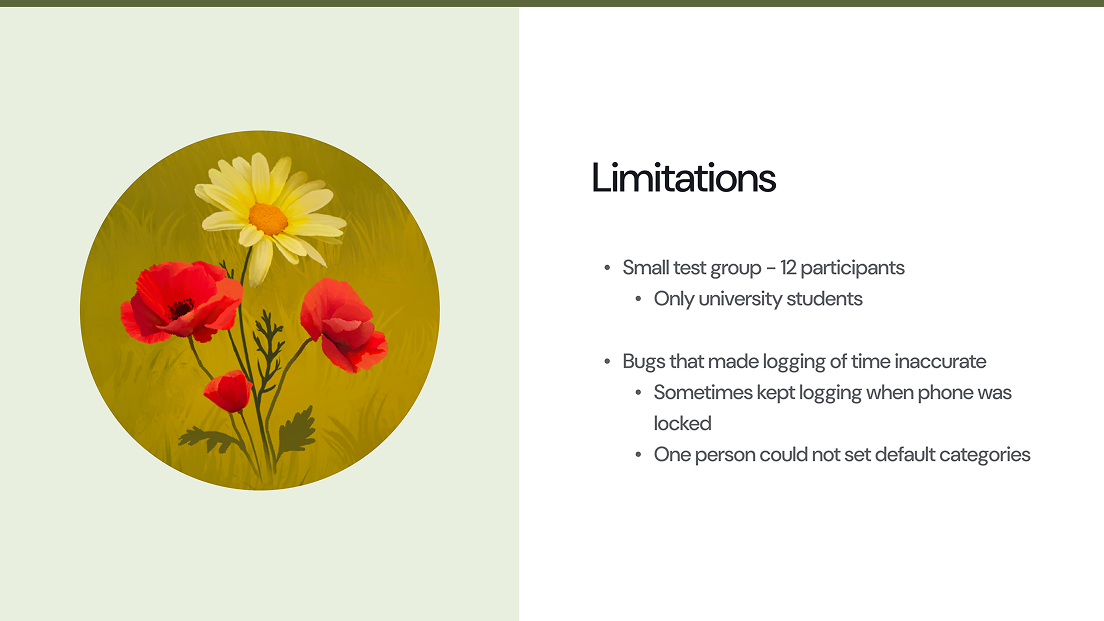 Limitations
• Small test group – 12 participants
• Only university students
• Bugs that made logging of time inaccurate
• Sometimes kept logging when phone was
locked
• One person could not set default categories